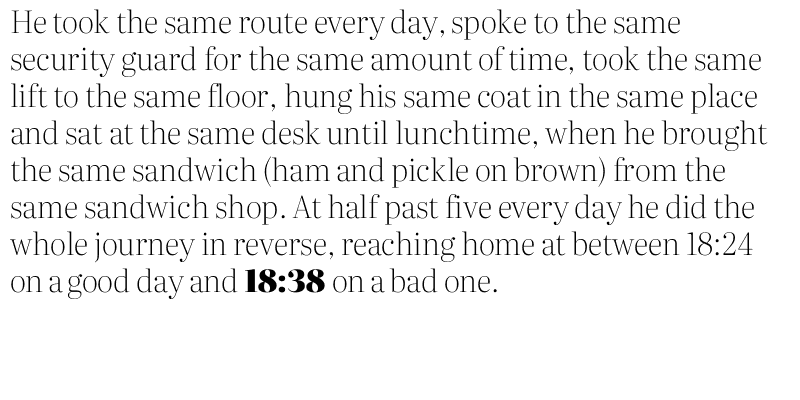 He took the same route every day, spoke to the same
security guard for the same amount of time, took the same
lift to the same floor, hung his same coat in the same place
and sat at the same desk until lunchtime, when he brought
the same sandwich (ham and pickle on brown) from the
same sandwich shop. At half past five every day he did the
whole journey in reverse, reaching home at between 18:24
on a good day and 18:38 on a bad one.